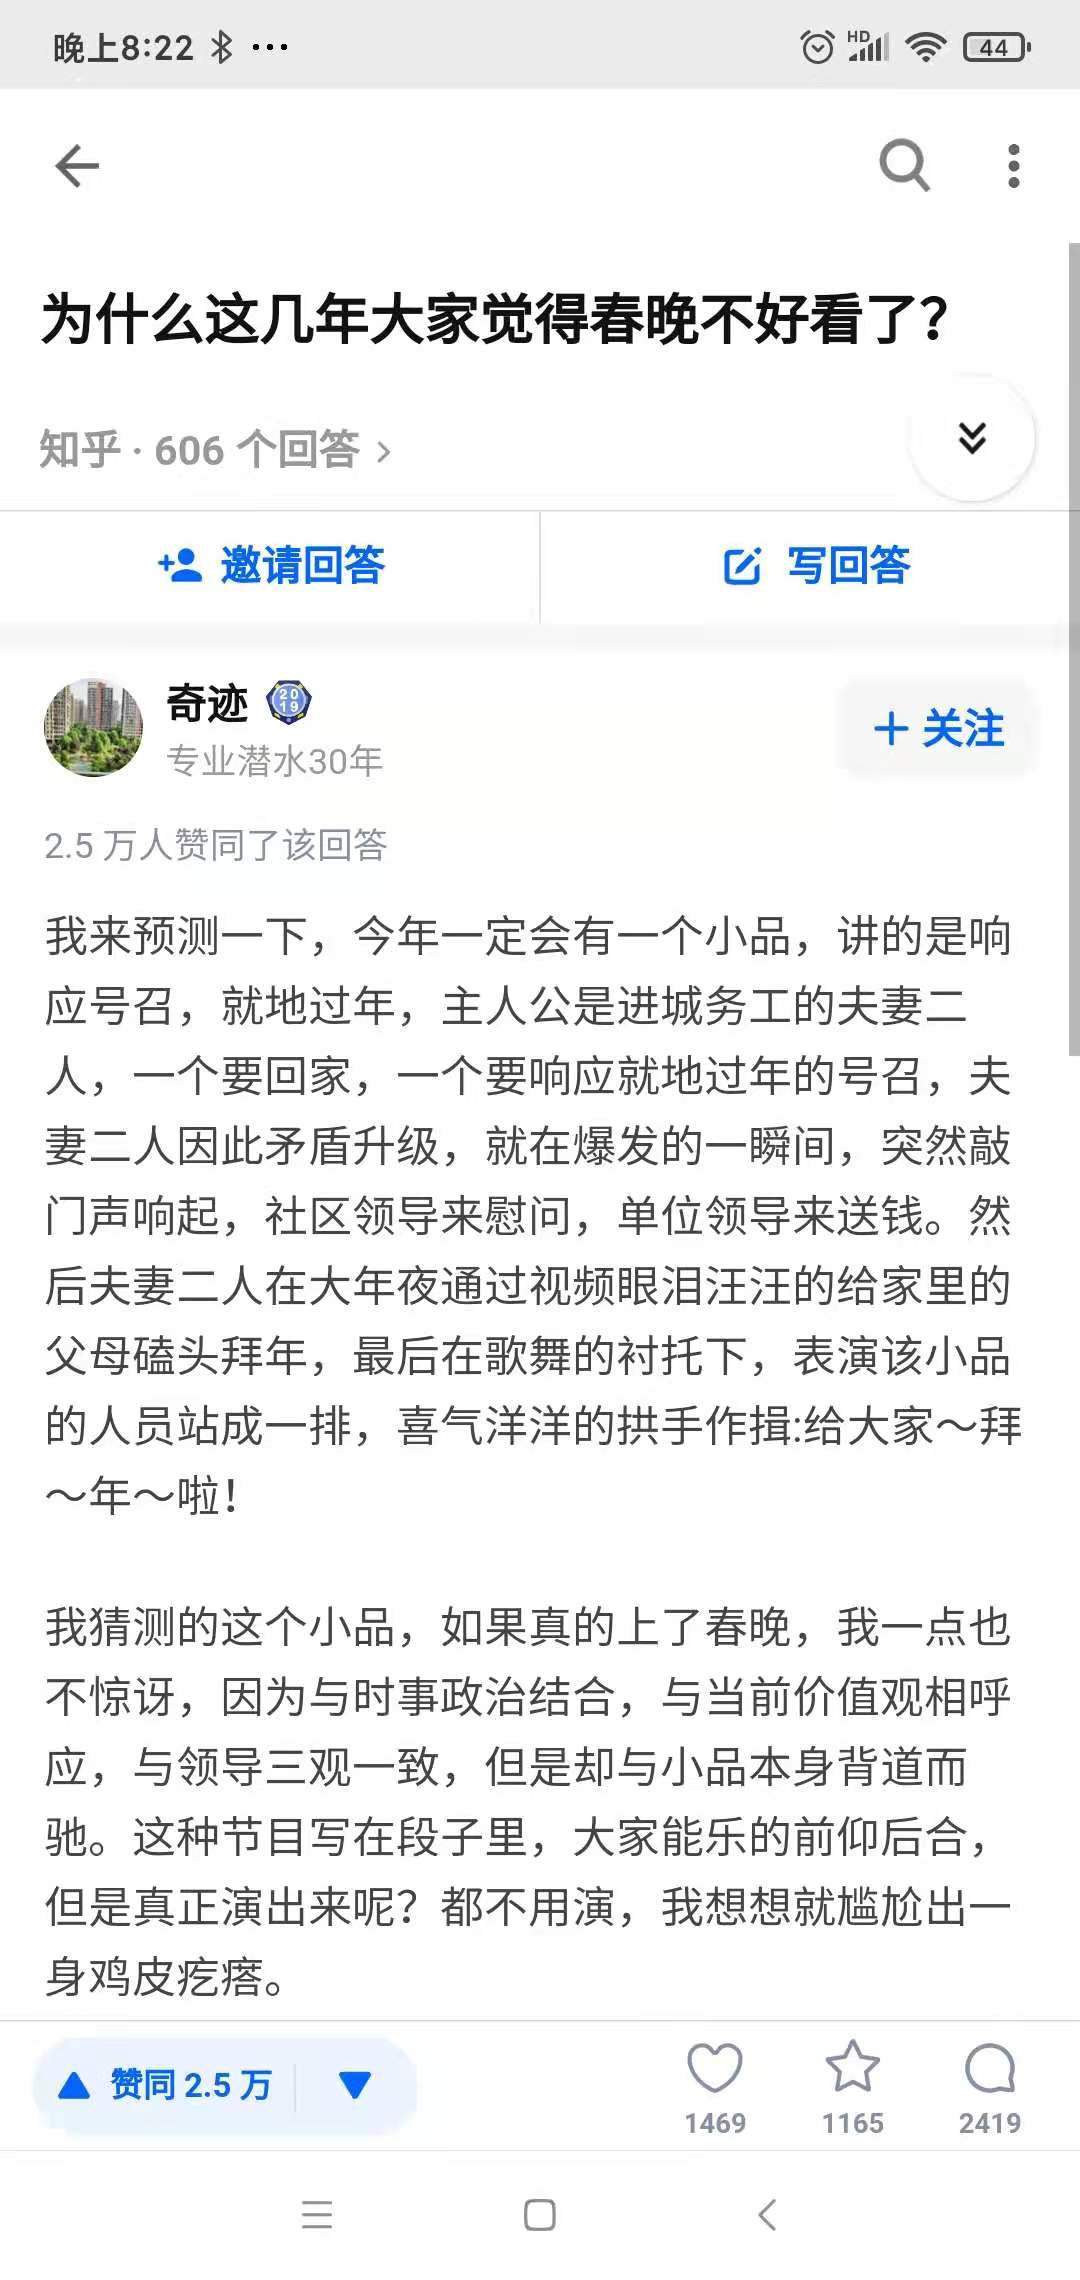 晚上8:22
HD
44
为什么这几年大家觉得春晚不好看了？
知乎 · 606 个回答 >
邀请回答
写回答
奇迹
2019
专业潜水30年
+ 关注
2.5 万人赞同了该回答
我来预测一下，今年一定会有一个小品，讲的是响
应号召，就地过年，主人公是进城务工的夫妻二
人，一个要回家，一个要响应就地过年的号召，夫
妻二人因此矛盾升级，就在爆发的一瞬间，突然敲
门声响起，社区领导来慰问，单位领导来送钱。然
后夫妻二人在大年夜通过视频眼泪汪汪的给家里的
父母磕头拜年，最后在歌舞的衬托下，表演该小品
的人员站成一排，喜气洋洋的拱手作揖:给大家～拜
～年～啦！
我猜测的这个小品，如果真的上了春晚，我一点也
不惊讶，因为与时事政治结合，与当前价值观相呼
应，与领导三观一致，但是却与小品本身背道而
驰。这种节目写在段子里，大家能乐的前仰后合，
但是真正演出来呢？都不用演，我想想就尴尬出一
身鸡皮疙瘩。
赞同 2.5 万
1469
1165
2419